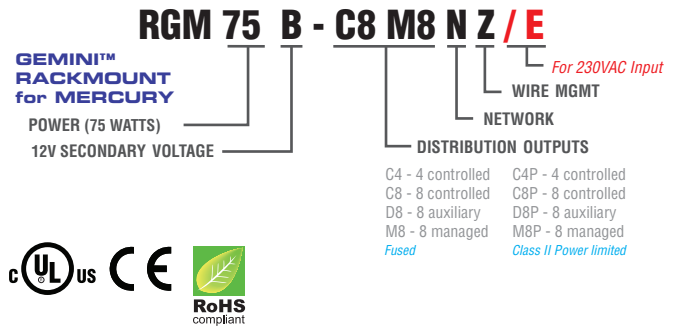 RGM 75 B - C8 M8 N Z / E
GEMINI™
RACKMOUNT
for MERCURY
For 230VAC Input
WIRE MGMT
NETWORK
POWER (75 WATTS)
12V SECONDARY VOLTAGE
DISTRIBUTION OUTPUTS
C4 - 4 controlled
C8 - 8 controlled
D8 - 8 auxiliary
M8 - 8 managed
Fused
C4P - 4 controlled
C8P - 8 controlled
D8P - 8 auxiliary
M8P - 8 managed
Class II Power limited
c UL ® US CE
RoHS
compliant